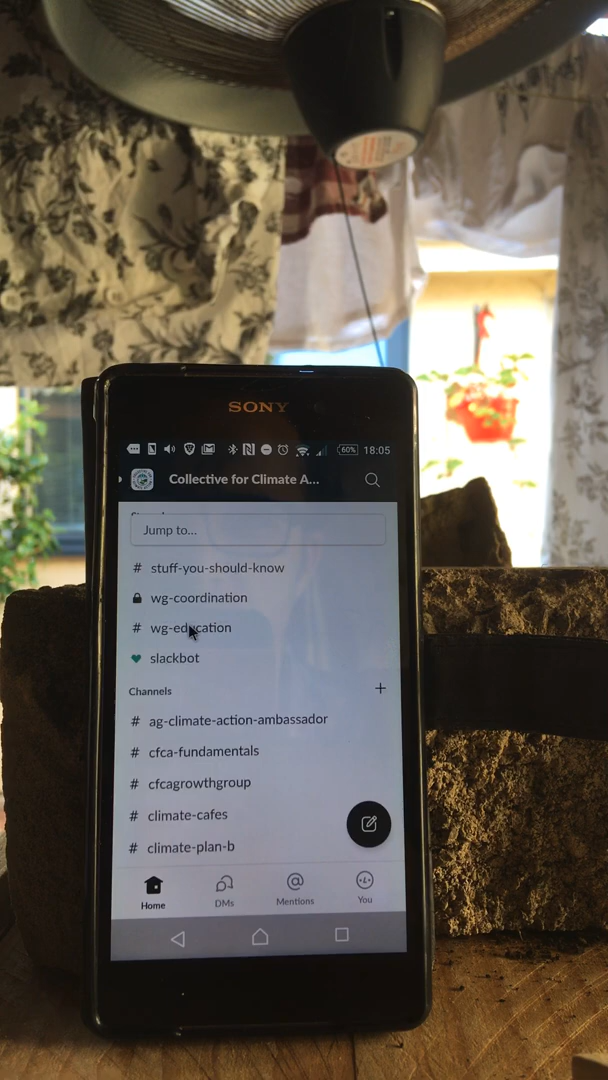 SONY
60% 18:05
Collective for Climate A...
Jump to...
# stuff-you-should-know
wg-coordination
# wg-education
slackbot
Channels +
# ag-climate-action-ambassador
# cfca-fundamentals
# cfcagrowthgroup
# climate-cafes
# climate-plan-b
Home DMs Mentions You